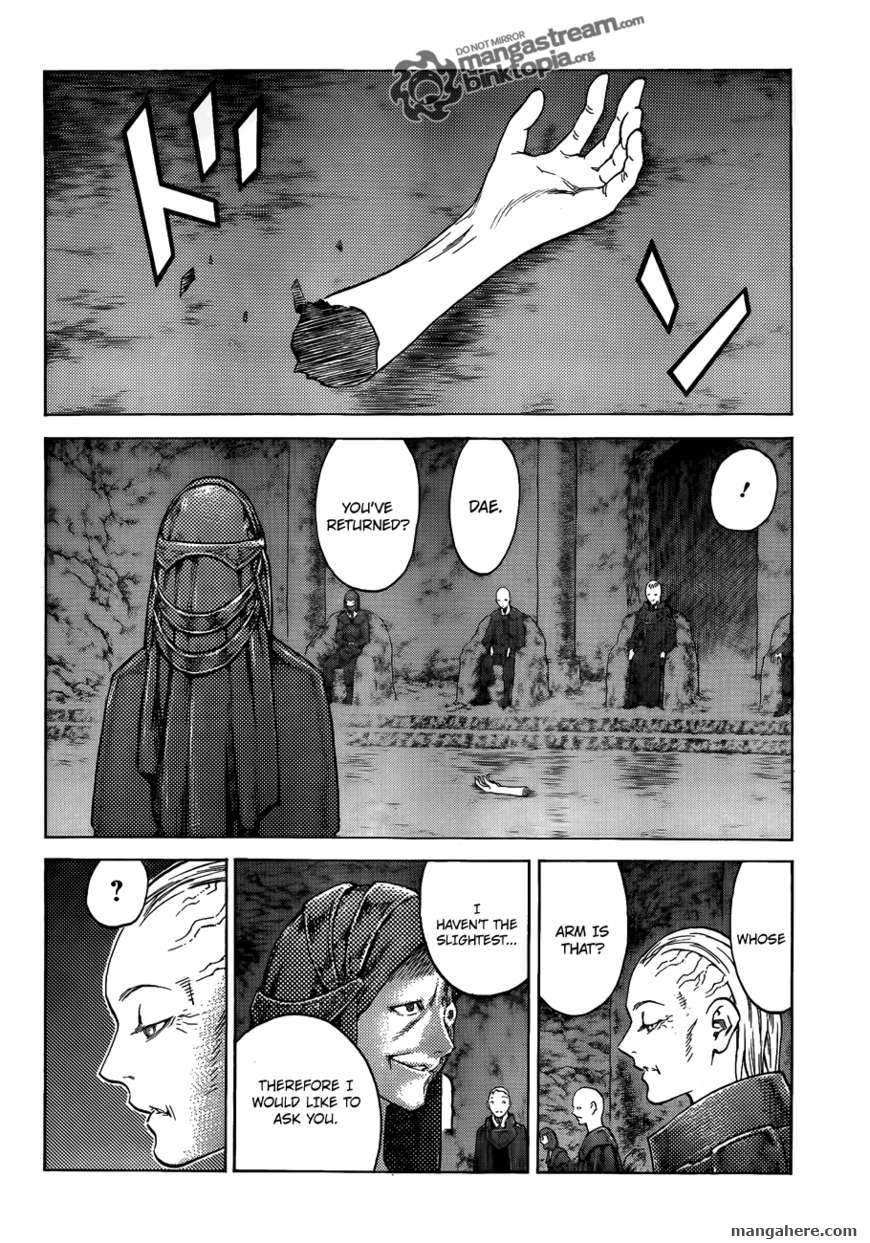 DO NOT MIRROR
mangastream.com
binktopia.org
ドン
!
DAE.
YOU'VE
RETURNED?
WHOSE
ARM IS
THAT?
I
HAVEN'T THE
SLIGHTEST...
THEREFORE I
WOULD LIKE TO
ASK YOU.
?
mangahere.com